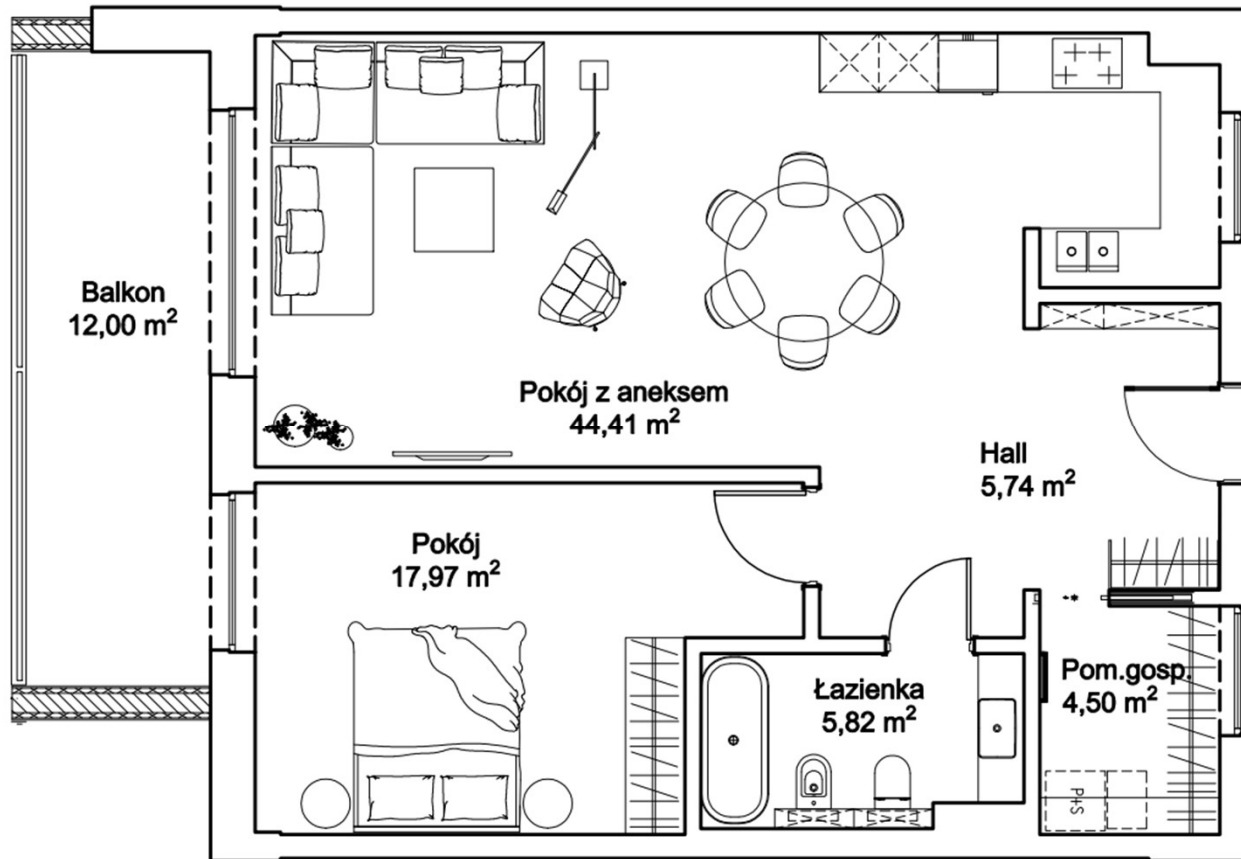 Balkon
12,00 m²
Pokój z aneksem
44,41 m²
Hall
5,74 m²
Pokój
17,97 m²
Łazienka
5,82 m²
Pom.gosp.
4,50 m²
P+S